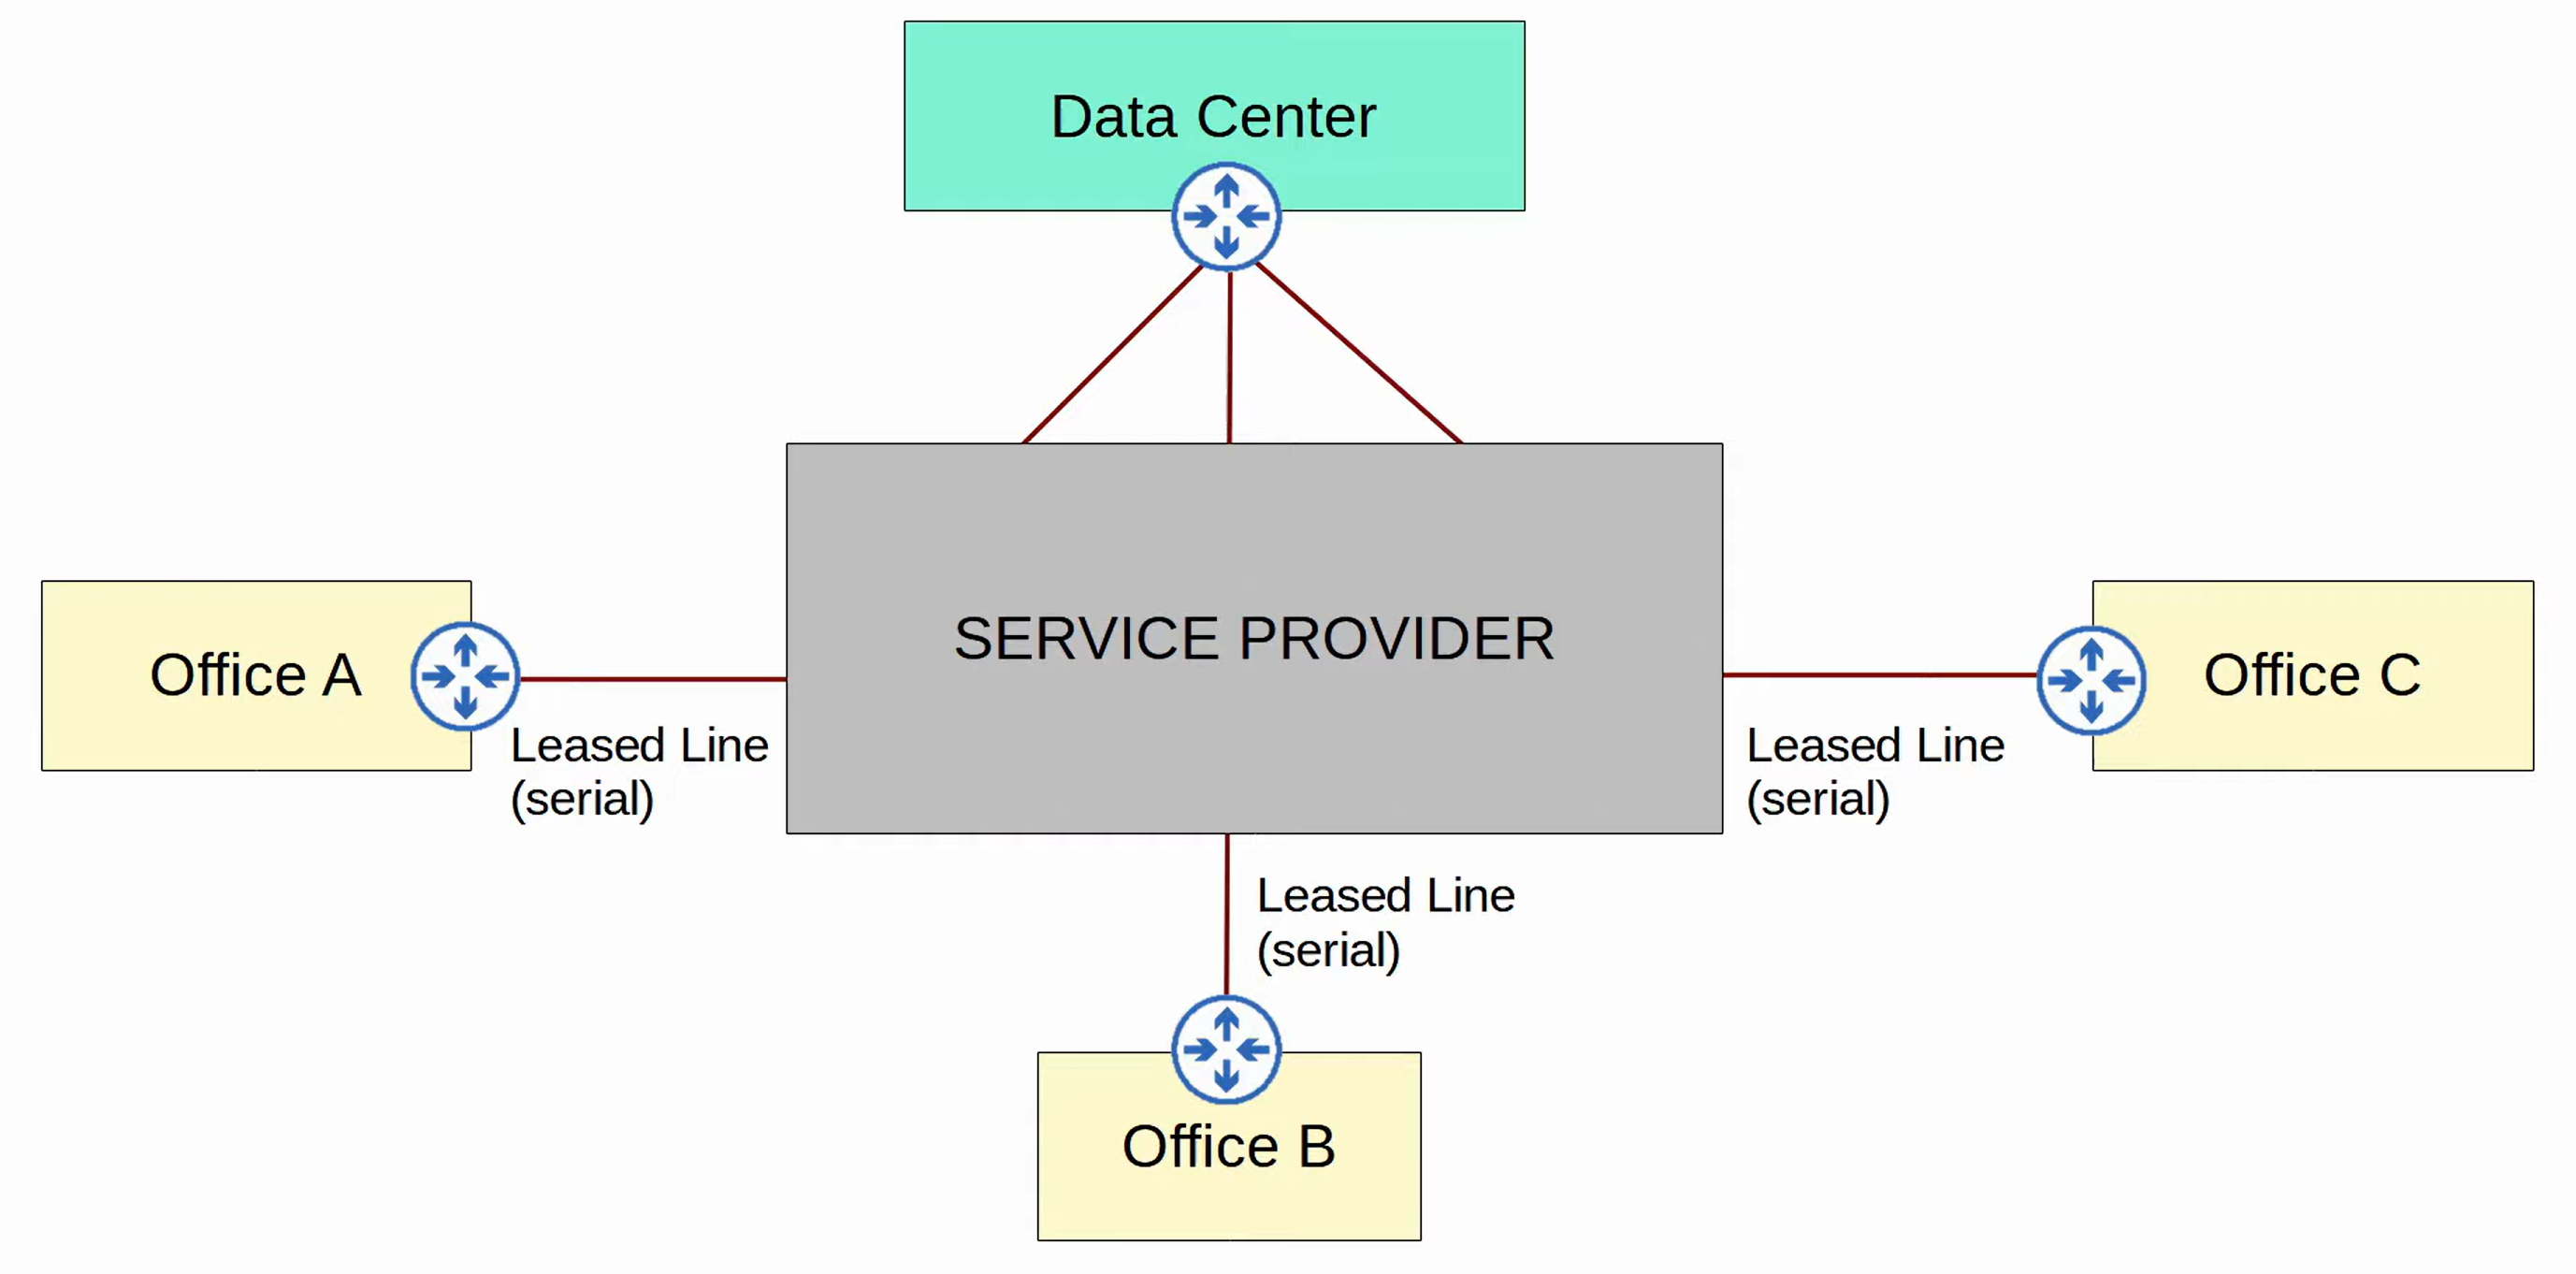 Data Center
SERVICE PROVIDER
Office A
Leased Line
(serial)
Office C
Leased Line
(serial)
Leased Line
(serial)
Office B